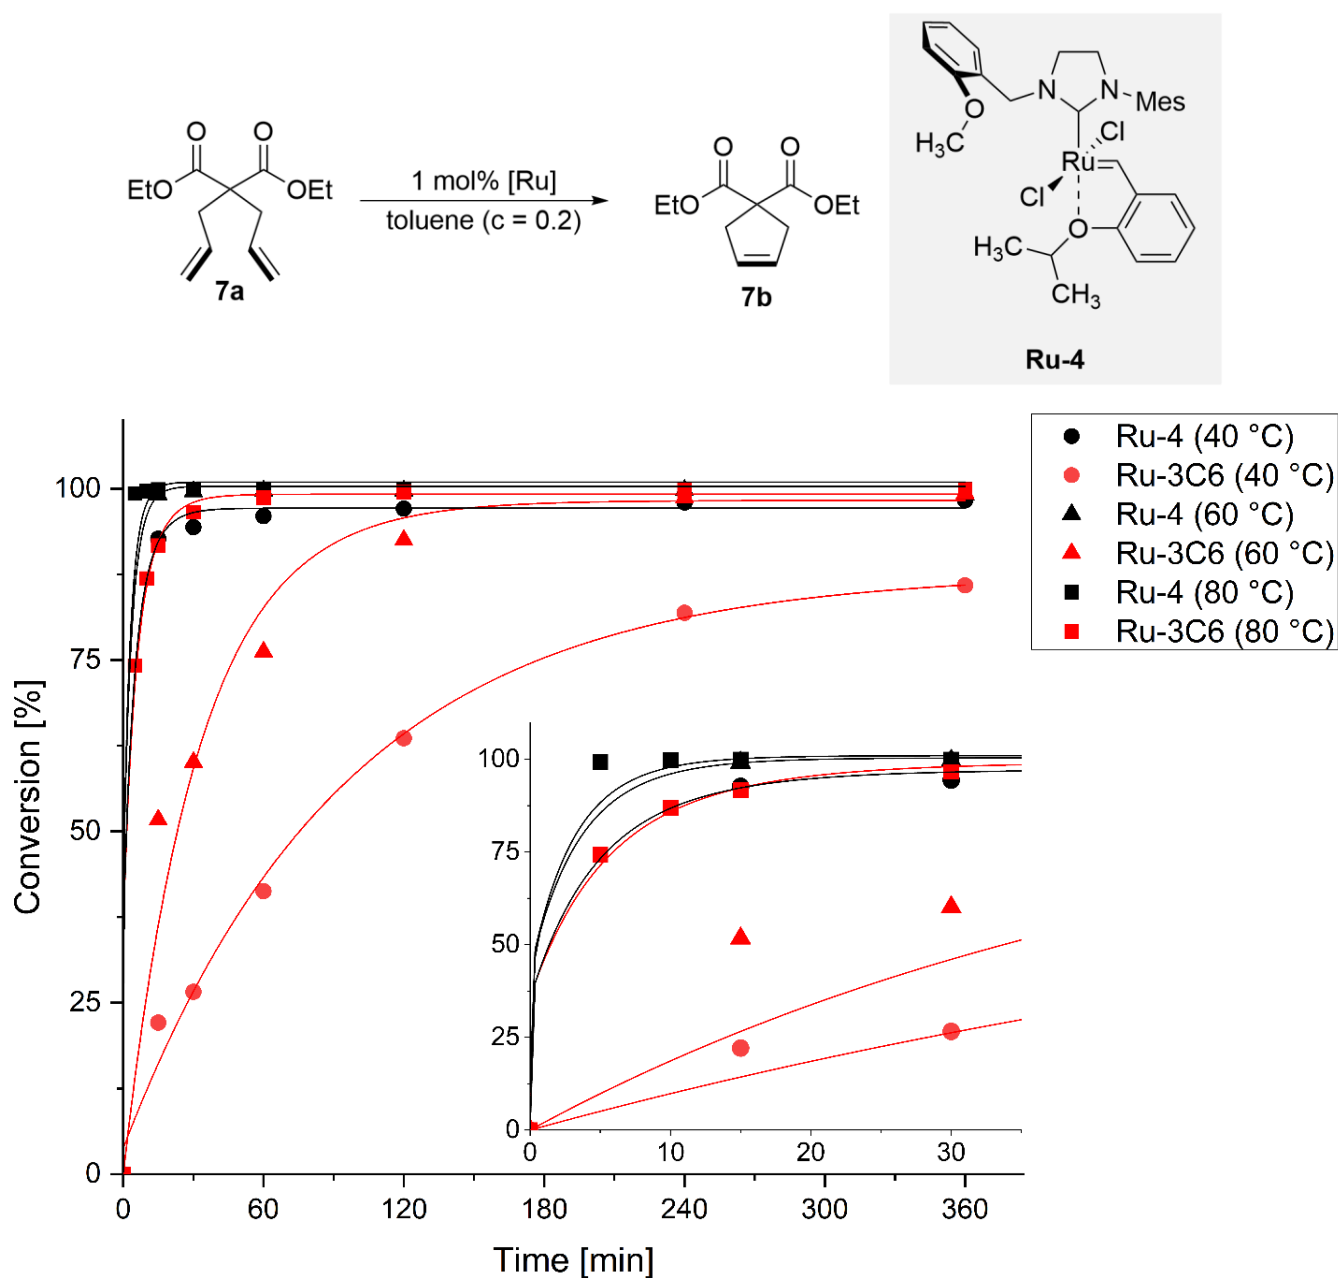 O O
EtO OEt
7a
1 mol% [Ru]
toluene (c = 0.2)
O O
EtO OEt
7b
N N Mes
O
H3C
Cl
Ru
Cl
O
H3C
CH3
Ru-4
Ru-4 (40 °C)
Ru-3C6 (40 °C)
Ru-4 (60 °C)
Ru-3C6 (60 °C)
Ru-4 (80 °C)
Ru-3C6 (80 °C)
Conversion [%]
100
75
50
25
0
0 60 120 180 240 300 360
Time [min]
100
75
50
25
0
0 10 20 30